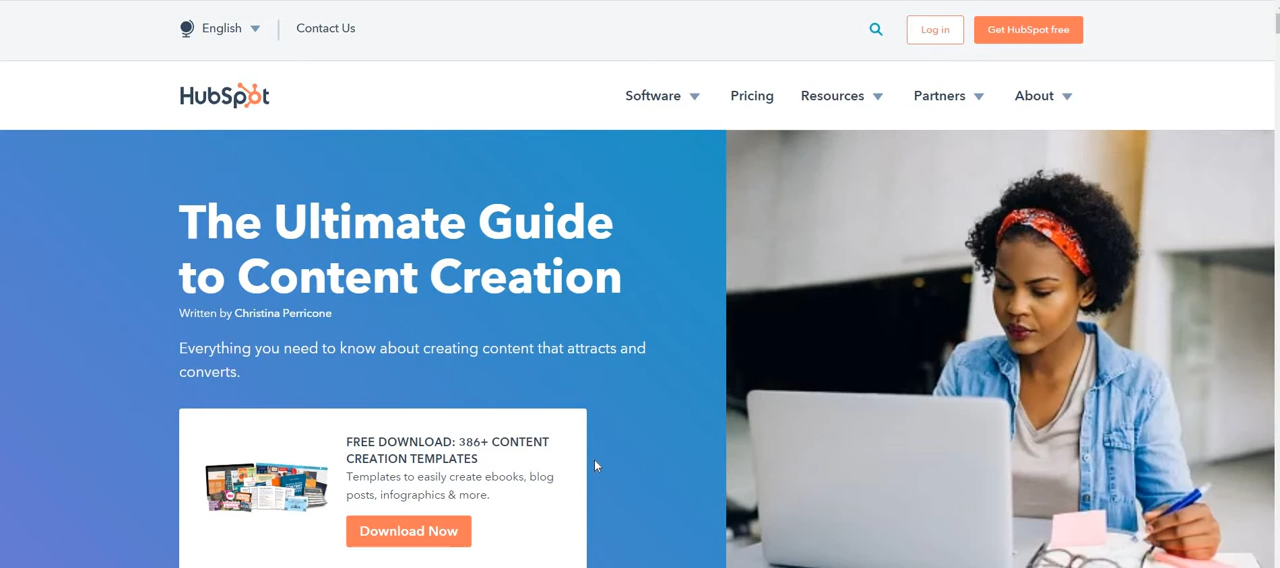 English
Contact Us
Log in
Get HubSpot free
HubSpot
Software
Pricing
Resources
Partners
About
The Ultimate Guide
to Content Creation
Written by Christina Perricone
Everything you need to know about creating content that attracts and
converts.
FREE DOWNLOAD: 386+ CONTENT
CREATION TEMPLATES
Templates to easily create ebooks, blog
posts, infographics & more.
Download Now